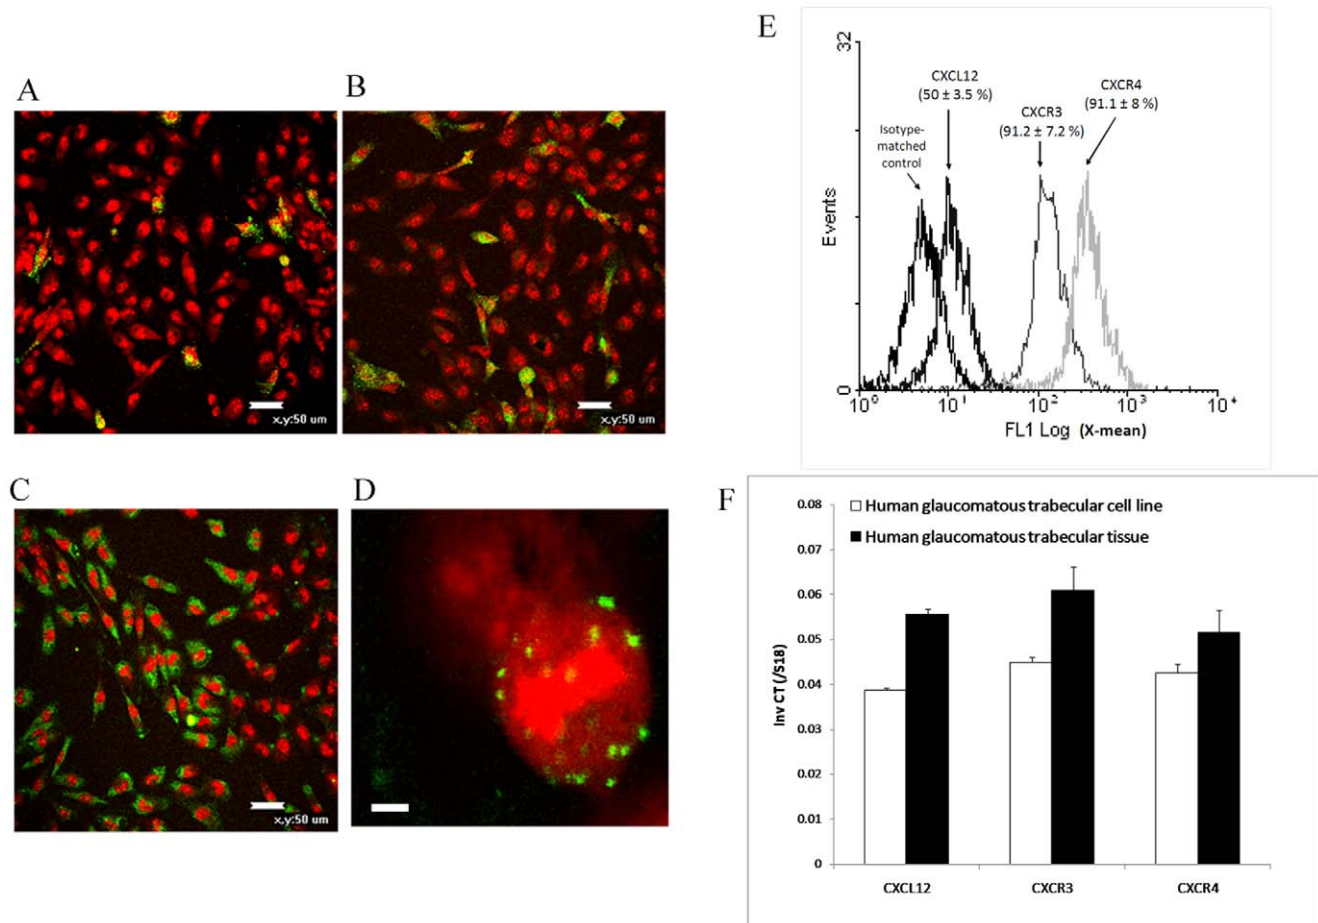 A
B
x,y:50 um
x,y:50 um
C
D
x,y:50 um
E
32
CXCL12
(50 ± 3.5 %)
CXCR4
(91.1 ± 8 %)
CXCR3
(91.2 ± 7.2 %)
Isotype-
matched
control
Events
0
10⁰ 10¹ 10² 10³ 10⁴
FL1 Log (X-mean)
F
Human glaucomatous trabecular cell line
Human glaucomatous trabecular tissue
Inv CT (/S18)
0.08
0.07
0.06
0.05
0.04
0.03
0.02
0.01
0
CXCL12 CXCR3 CXCR4